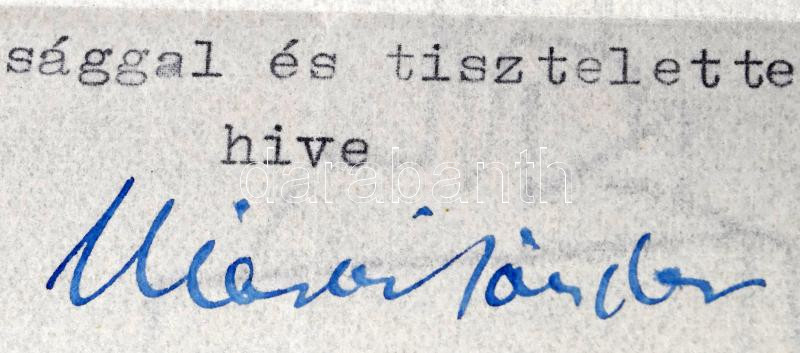 sággal és tisztelette
hive
darabanth
Márai Sándor